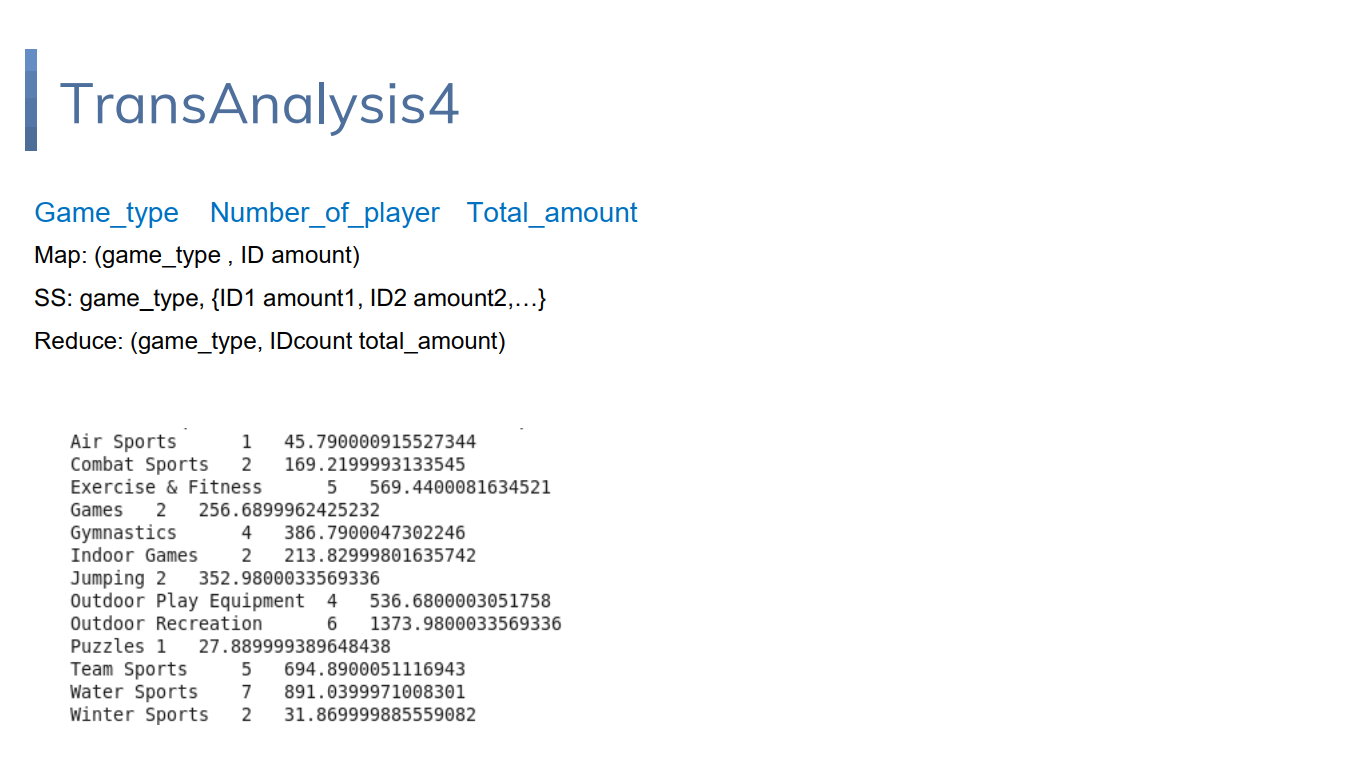 TransAnalysis4
Game_type Number_of_player Total_amount
Map: (game_type , ID amount)
SS: game_type, {ID1 amount1, ID2 amount2,…}
Reduce: (game_type, IDcount total_amount)
Air Sports 1 45.790000915527344
Combat Sports 2 169.2199993133545
Exercise & Fitness 5 569.4400081634521
Games 2 256.6899962425232
Gymnastics 4 386.7900047302246
Indoor Games 2 213.82999801635742
Jumping 2 352.9800033569336
Outdoor Play Equipment 4 536.6800003051758
Outdoor Recreation 6 1373.9800033569336
Puzzles 1 27.889999389648438
Team Sports 5 694.8900051116943
Water Sports 7 891.0399971008301
Winter Sports 2 31.869999885559082